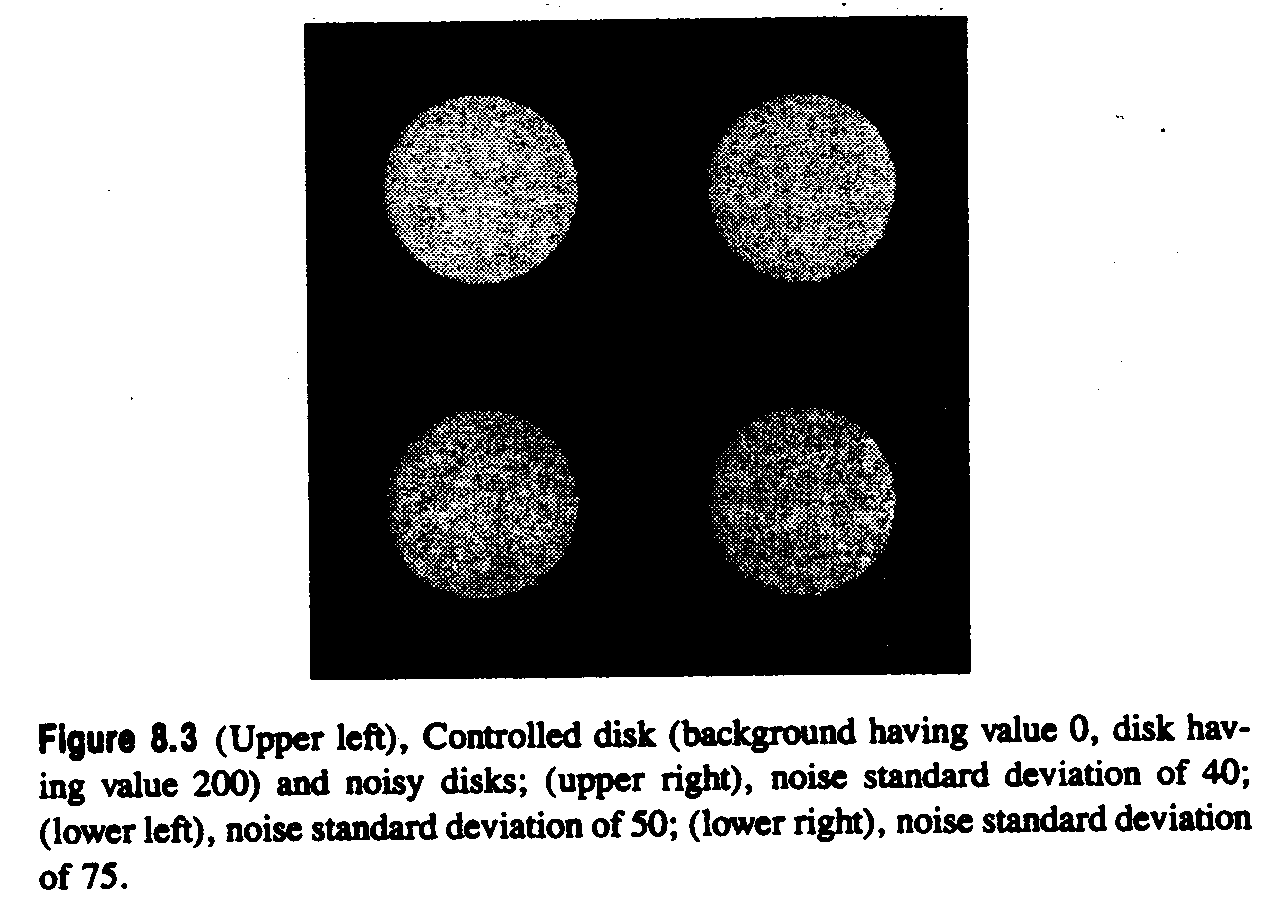 Figure 8.3 (Upper left), Controlled disk (background having value 0, disk hav-
ing value 200) and noisy disks; (upper right), noise standard deviation of 40;
(lower left), noise standard deviation of 50; (lower right), noise standard deviation
of 75.